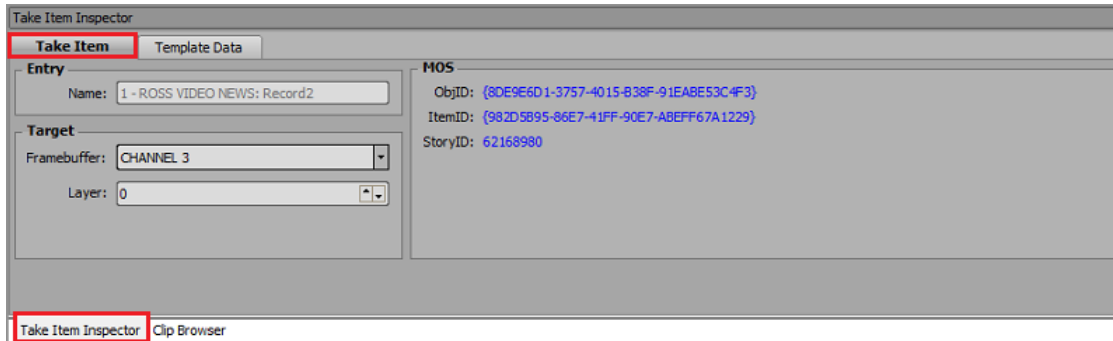 Take Item Inspector
Take Item
Template Data
Entry
Name: 1 - ROSS VIDEO NEWS: Record2
Target
Framebuffer: CHANNEL 3
Layer: 0
MOS
ObjID: {8DE9E6D1-3757-4015-B38F-91EABE53C4F3}
ItemID: {982D5B95-86E7-41FF-90E7-ABEFF67A1229}
StoryID: 62168980
Take Item Inspector
Clip Browser